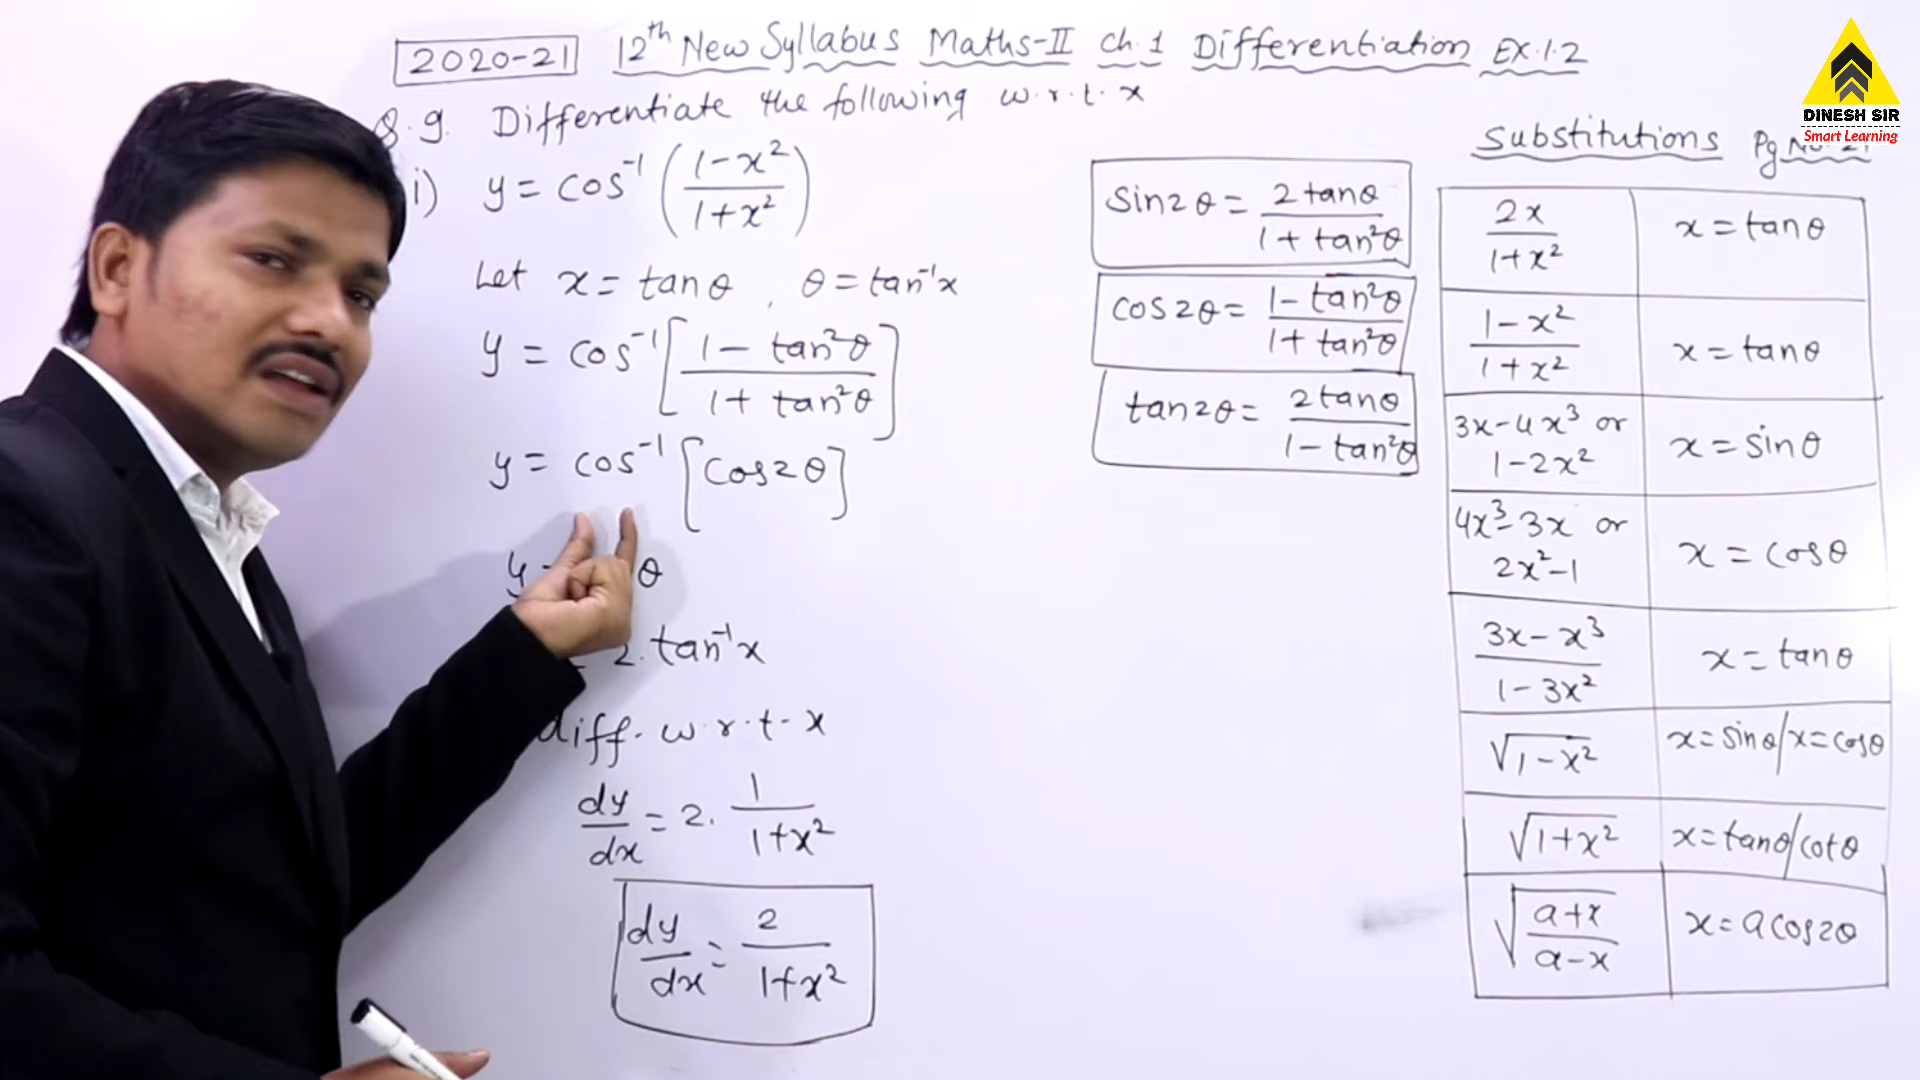 2020-21 12th New Syllabus Maths-II Ch.1 Differentiation Ex.1.2
Q.9. Differentiate the following w.r.t. x
i) y = cos⁻¹ ( (1-x²)/(1+x²) )
Let x = tanθ , θ = tan⁻¹x
y = cos⁻¹ [ (1 - tan²θ)/(1 + tan²θ) ]
y = cos⁻¹ [cos2θ]
y = θ
2. tan⁻¹x
diff. w.r.t. x
dy/dx = 2. 1/(1+x²)
dy/dx = 2/(1+x²)
sin2θ = 2tanθ/(1+tan²θ)
cos2θ = (1-tan²θ)/(1+tan²θ)
tan2θ = 2tanθ/(1-tan²θ)
DINESH SIR
Smart Learning
Substitutions Pg
2x/(1+x²) x = tanθ
(1-x²)/(1+x²) x = tanθ
3x-4x³ or
1-2x² x = sinθ
4x³-3x or
2x²-1 x = cosθ
(3x-x³)/(1-3x²) x = tanθ
√(1-x²) x = sinθ/x = cosθ
√(1+x²) x = tanθ/cotθ
√((a+x)/(a-x)) x = a cos2θ